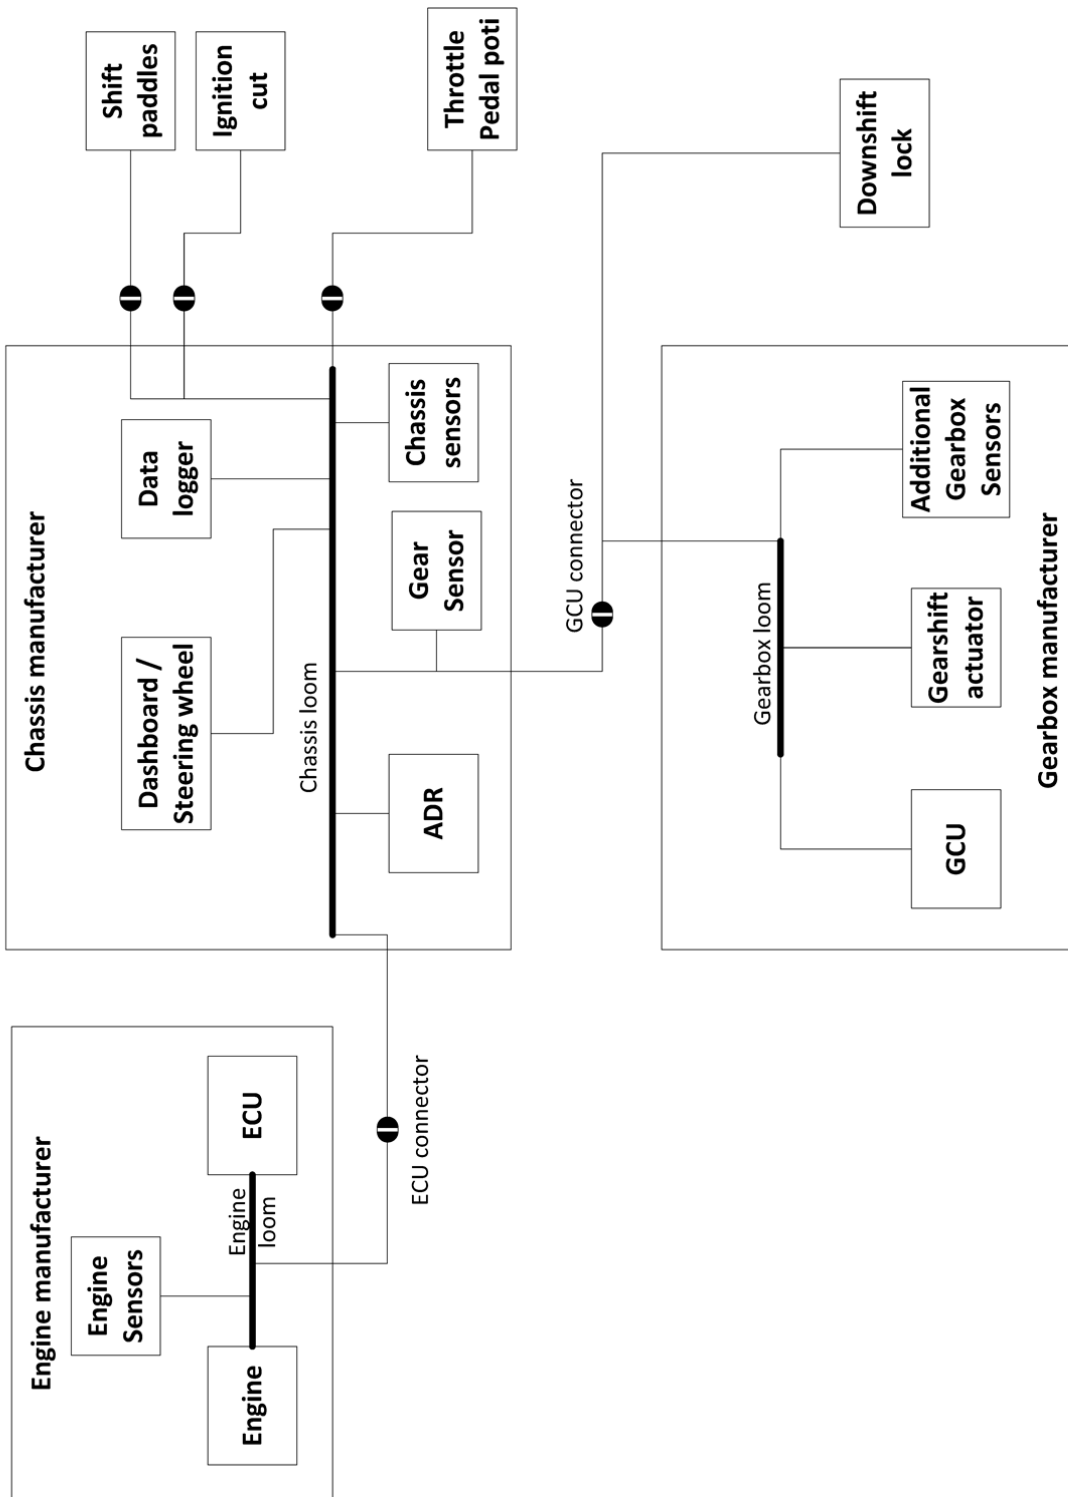 Engine manufacturer
Engine
Sensors
Engine
Engine
loom
ECU
ECU connector
Chassis manufacturer
Dashboard /
Steering wheel
Data
logger
Chassis loom
ADR
Gear
Sensor
Chassis
sensors
Shift
paddles
Ignition
cut
Throttle
Pedal poti
GCU connector
Downshift
lock
Gearbox loom
GCU
Gearshift
actuator
Additional
Gearbox
Sensors
Gearbox manufacturer